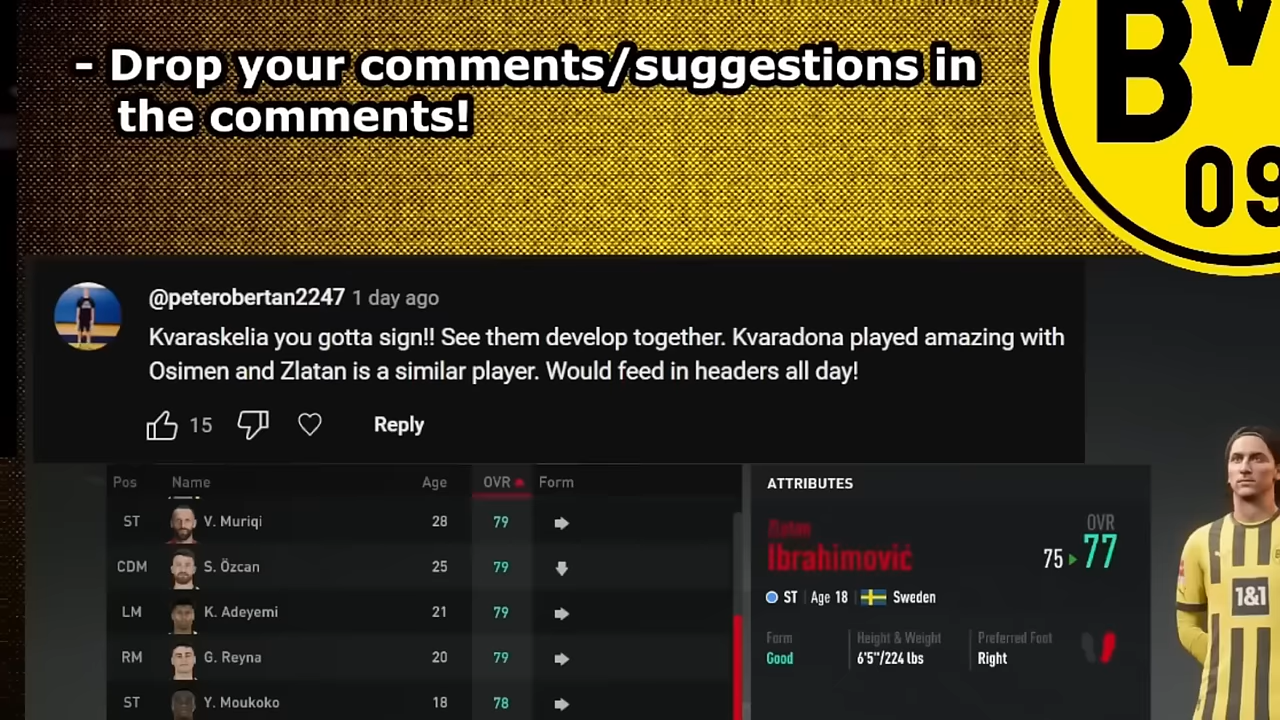 - Drop your comments/suggestions in
the comments!
BV
09
@peterobertan2247 1 day ago
Kvaraskelia you gotta sign!! See them develop together. Kvaradona played amazing with
Osimen and Zlatan is a similar player. Would feed in headers all day!
15 Reply
Pos Name Age OVR Form
ST V. Muriqi 28 79
CDM S. Özcan 25 79
LM K. Adeyemi 21 79
RM G. Reyna 20 79
ST Y. Moukoko 18 78
ATTRIBUTES
Zlatan
Ibrahimović
OVR
75 77
ST Age 18 Sweden
Form Height & Weight Preferred Foot
Good 6'5"/224 lbs Right
1&1